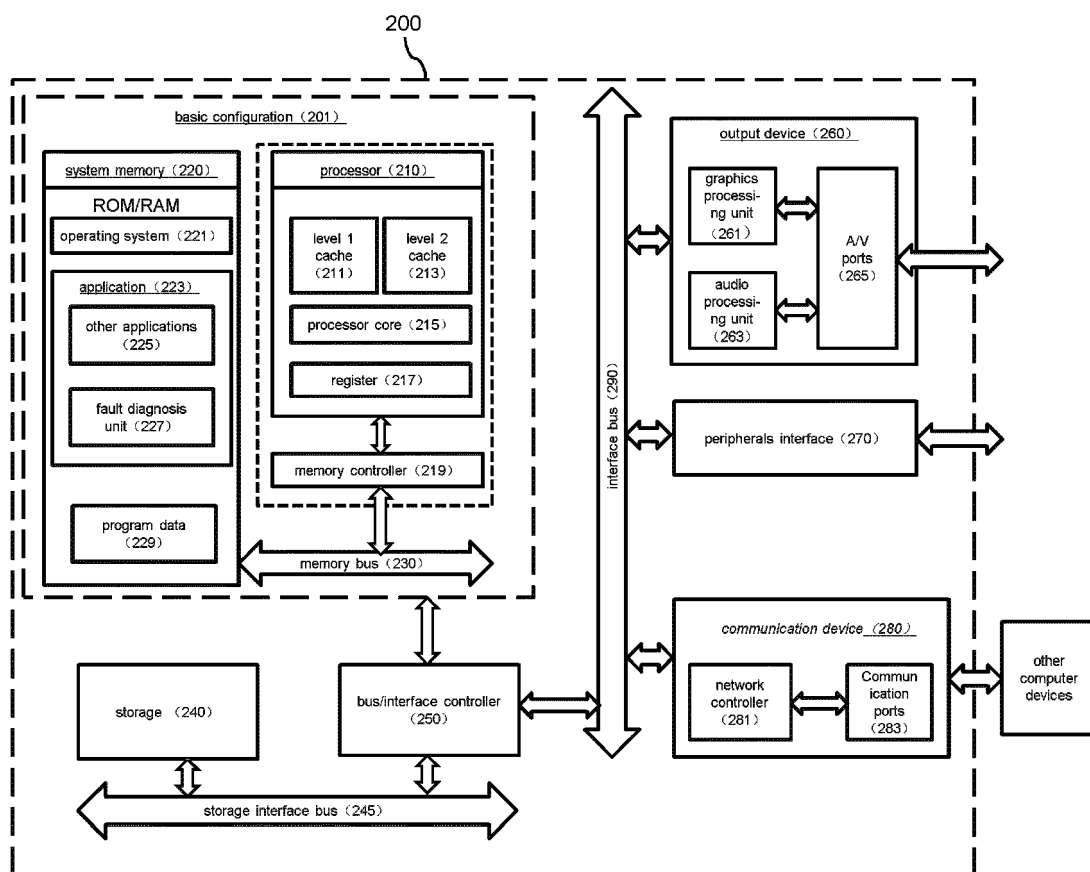 200
basic configuration（201）
system memory（220）
ROM/RAM
operating system（221）
application（223）
other applications
（225）
fault diagnosis
unit（227）
program data
（229）
processor（210）
level 1
cache
（211）
level 2
cache
（213）
processor core（215）
register（217）
memory controller（219）
memory bus（230）
storage（240）
bus/interface controller
（250）
storage interface bus（245）
interface bus（290）
output device（260）
graphics
processi-
ng unit
（261）
audio
processi-
ng unit
（263）
A/V
ports
（265）
peripherals interface（270）
communication device（280）
network
controller
（281）
Commu
nication
ports
（283）
other
computer
devices